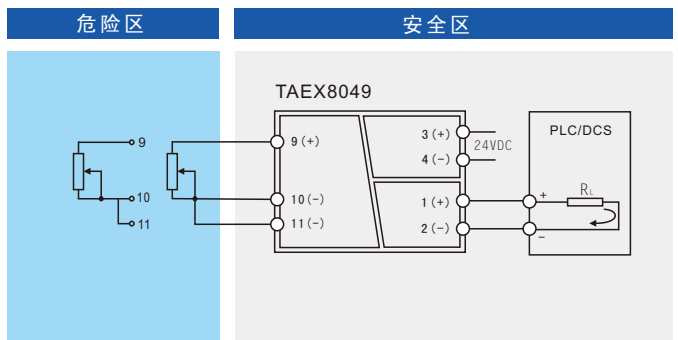 危险区
安全区
TAEX8049
9
10
11
9(+)
10(-)
11(-)
3(+)
4(-)
24VDC
1(+)
2(-)
PLC/DCS
+
RL
-